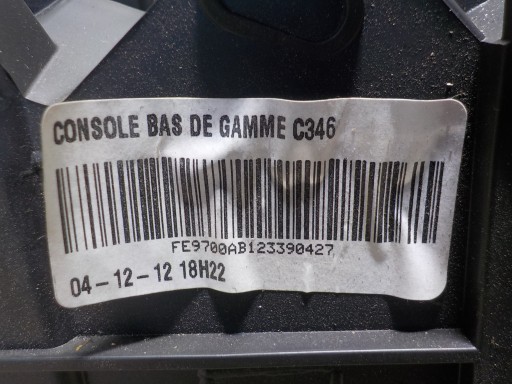 CONSOLE BAS DE GAMME C346
FE9700AB123390427
04-12-12 18H22